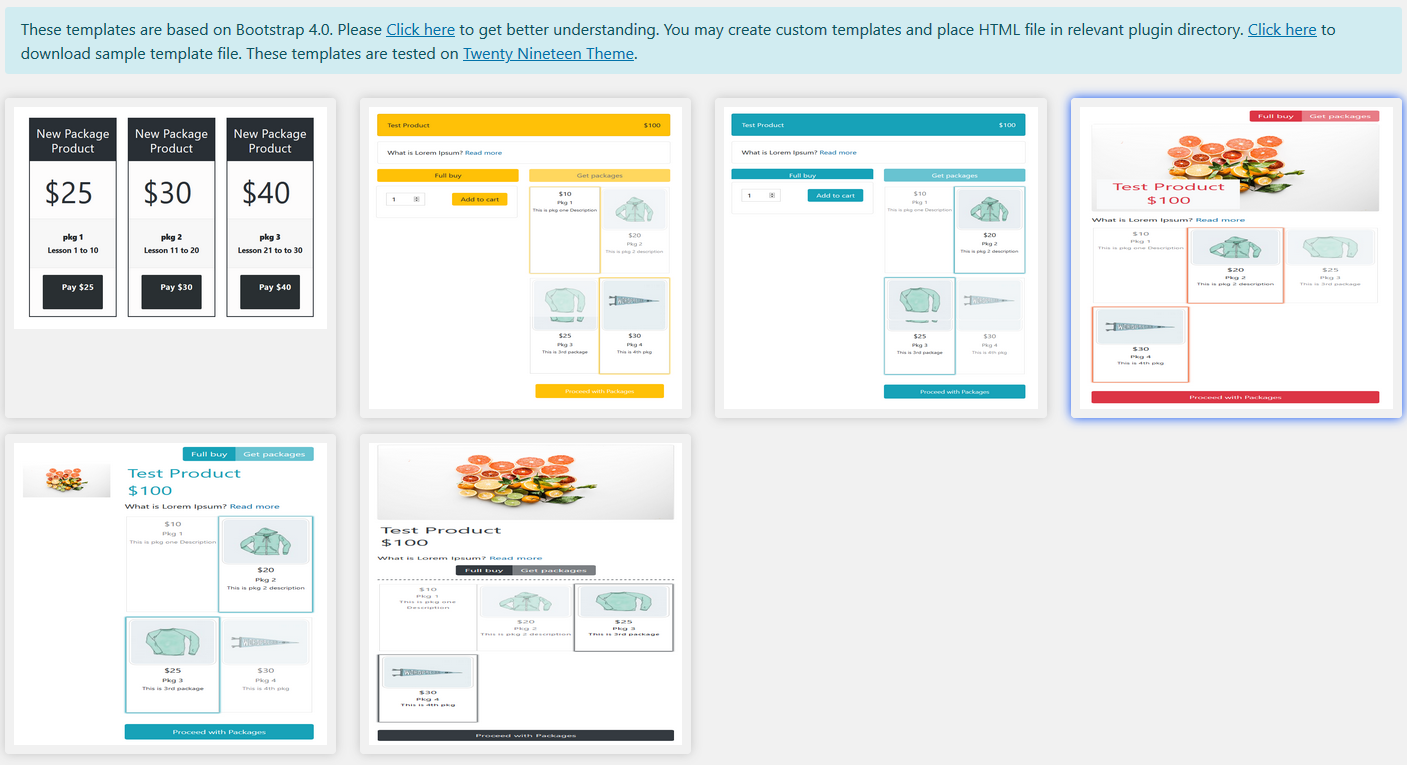 These templates are based on Bootstrap 4.0. Please Click here to get better understanding. You may create custom templates and place HTML file in relevant plugin directory. Click here to
download sample template file. These templates are tested on Twenty Nineteen Theme.
New Package New Package New Package
Product Product Product
$25 $30 $40
pkg 1 pkg 2 pkg 3
Lesson 1 to 10 Lesson 11 to 20 Lesson 21 to to 30
Pay $25 Pay $30 Pay $40
Test Product $100
What is Lorem Ipsum? Read more
Full buy Get packages
1 Add to cart
$10
Pkg 1
This is pkg one Description
$20
Pkg 2
This is pkg 2 description
$25 $30
Pkg 3 Pkg 4
This is 3rd package This is 4th pkg
Proceed with Packages
Test Product $100
What is Lorem Ipsum? Read more
Full buy Get packages
1 Add to cart
$10
Pkg 1
This is pkg one Description
$20
Pkg 2
This is pkg 2 description
$25 $30
Pkg 3 Pkg 4
This is 3rd package This is 4th pkg
Proceed with Packages
Full buy Get packages
Test Product
$100
What is Lorem Ipsum? Read more
$10
Pkg 1
This is pkg one Description
$20 $25
Pkg 2 Pkg 3
This is pkg 2 description This is 3rd package
$30
Pkg 4
This is 4th pkg
Proceed with Packages
Full buy Get packages
Test Product
$100
What is Lorem Ipsum? Read more
$10
Pkg 1
This is pkg one Description
$20
Pkg 2
This is pkg 2 description
$25 $30
Pkg 3 Pkg 4
This is 3rd package This is 4th pkg
Proceed with Packages
Test Product
$100
What is Lorem Ipsum? Read more
Full buy Get packages
$10
Pkg 1
This is pkg one
Description
$20 $25
Pkg 2 Pkg 3
This is pkg 2 description This is 3rd package
$30
Pkg 4
This is 4th pkg
Proceed with Packages